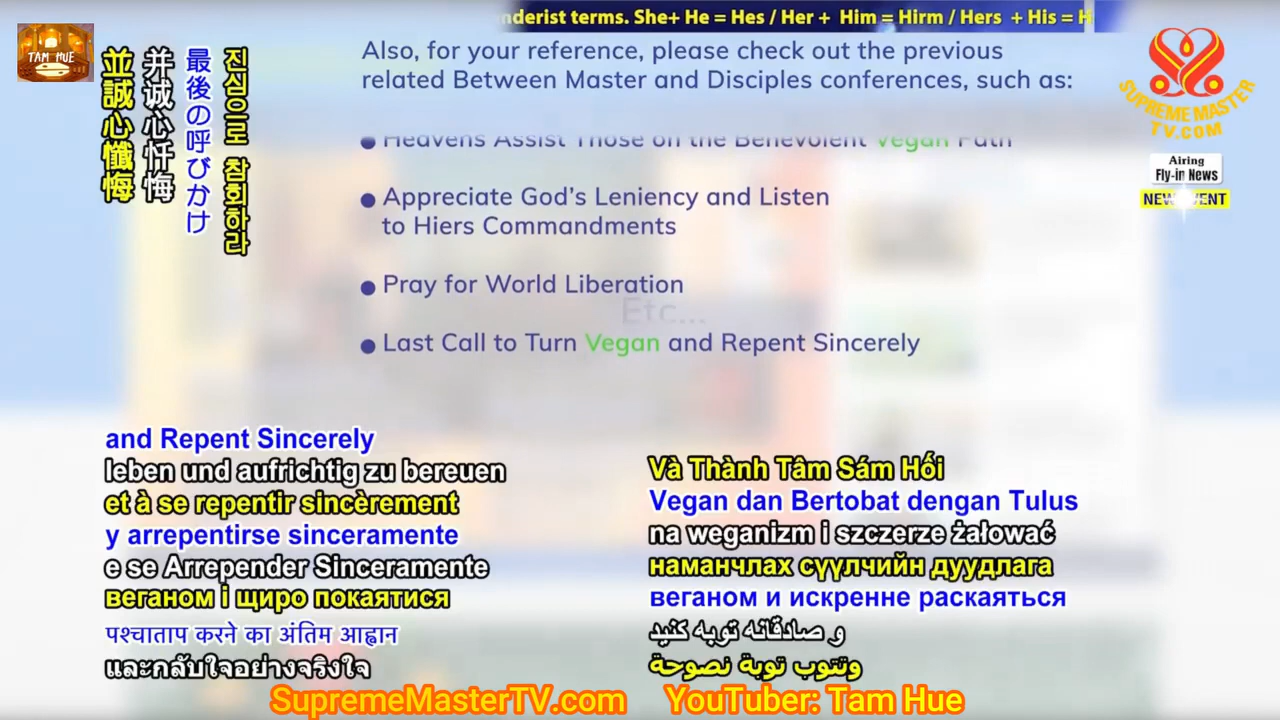 nderist terms. She+ He = Hes / Her + Him = Hirm / Hers + His = H
TAM HUE
Also, for your reference, please check out the previous
related Between Master and Disciples conferences, such as:
Heavens Assist Those on the Benevolent Vegan Path
Appreciate God's Leniency and Listen
to Hiers Commandments
Pray for World Liberation
Etc...
Last Call to Turn Vegan and Repent Sincerely
SUPREME MASTER
TV.COM
Airing
Fly-in News
진심으로 참회하라
最後の呼びかけ
并诚心忏悔
並誠心懺悔
and Repent Sincerely
leben und aufrichtig zu bereuen
et à se repentir sincèrement
y arrepentirse sinceramente
e se Arrepender Sinceramente
веганом і щиро покаятися
पश्चाताप करने का अंतिम आह्वान
และกลับใจอย่างจริงใจ
Và Thành Tâm Sám Hối
Vegan dan Bertobat dengan Tulus
na weganizm i szczerze żałować
наманчлах сүүлчийн дуудлага
веганом и искренне раскаяться
و صادقانه توبه کنید
وتتوب توبة نصوحة
SupremeMasterTV.com YouTuber: Tam Hue